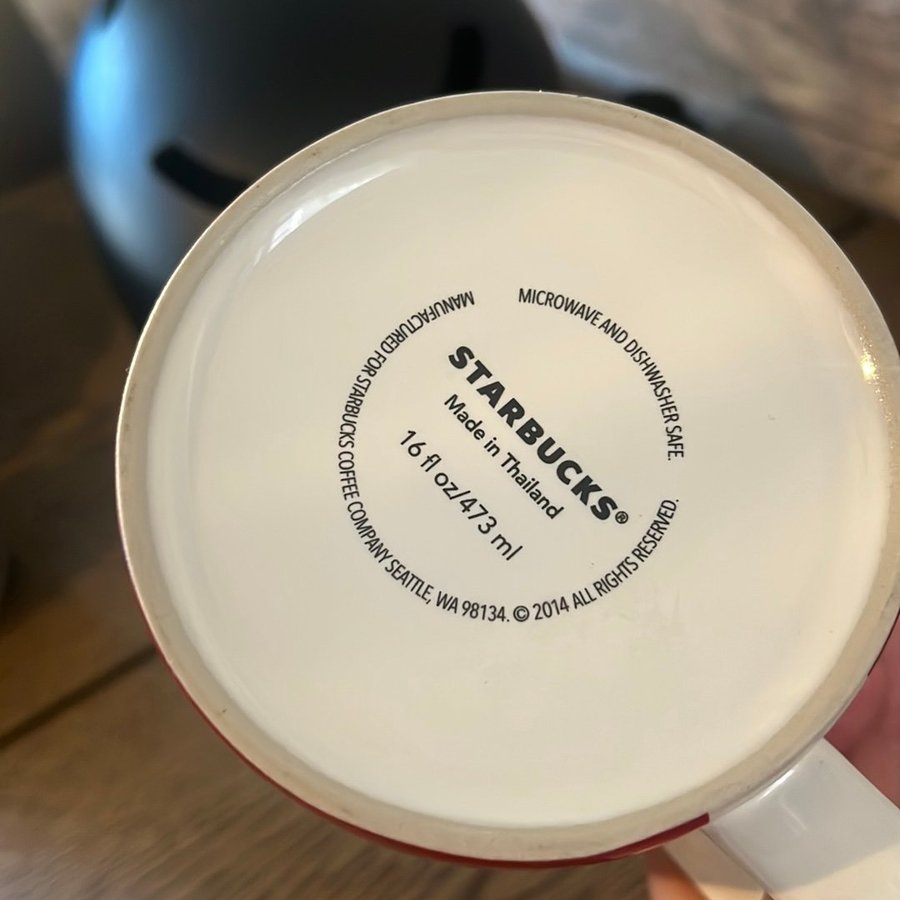 MICROWAVE AND DISHWASHER SAFE.
STARBUCKS®
Made in Thailand
16 fl oz/473 ml
MANUFACTURED FOR STARBUCKS COFFEE COMPANY SEATTLE, WA 98134. © 2014 ALL RIGHTS RESERVED.